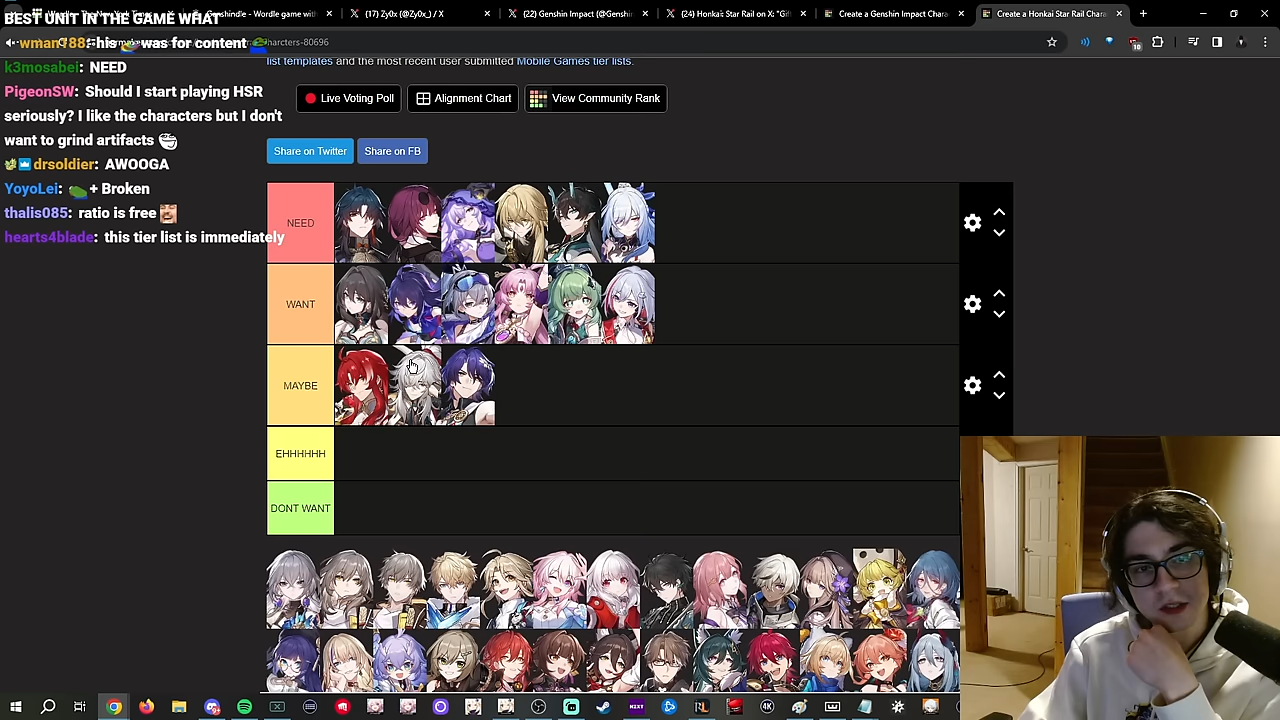 BEST UNIT IN THE GAME WHAT
(17) Zy0x (@Zy0x_) / X
(22) Genshin Impact (@Genshin
(24) Honkai: Star Rail on X: "Gif
Create a Genshin Impact Chara
Create a Honkai Star Rail Chara
this was for content
characters-80696
list templates and the most recent user submitted Mobile Games tier lists.
k3mosabei: NEED
PigeonSW: Should I start playing HSR
seriously? I like the characters but I don't
want to grind artifacts
drsoldier: AWOOGA
YoyoLei: + Broken
thalis085: ratio is free
hearts4blade: this tier list is immediately
Live Voting Poll
Alignment Chart
View Community Rank
Share on Twitter
Share on FB
NEED
WANT
MAYBE
EHHHHHH
DONT WANT